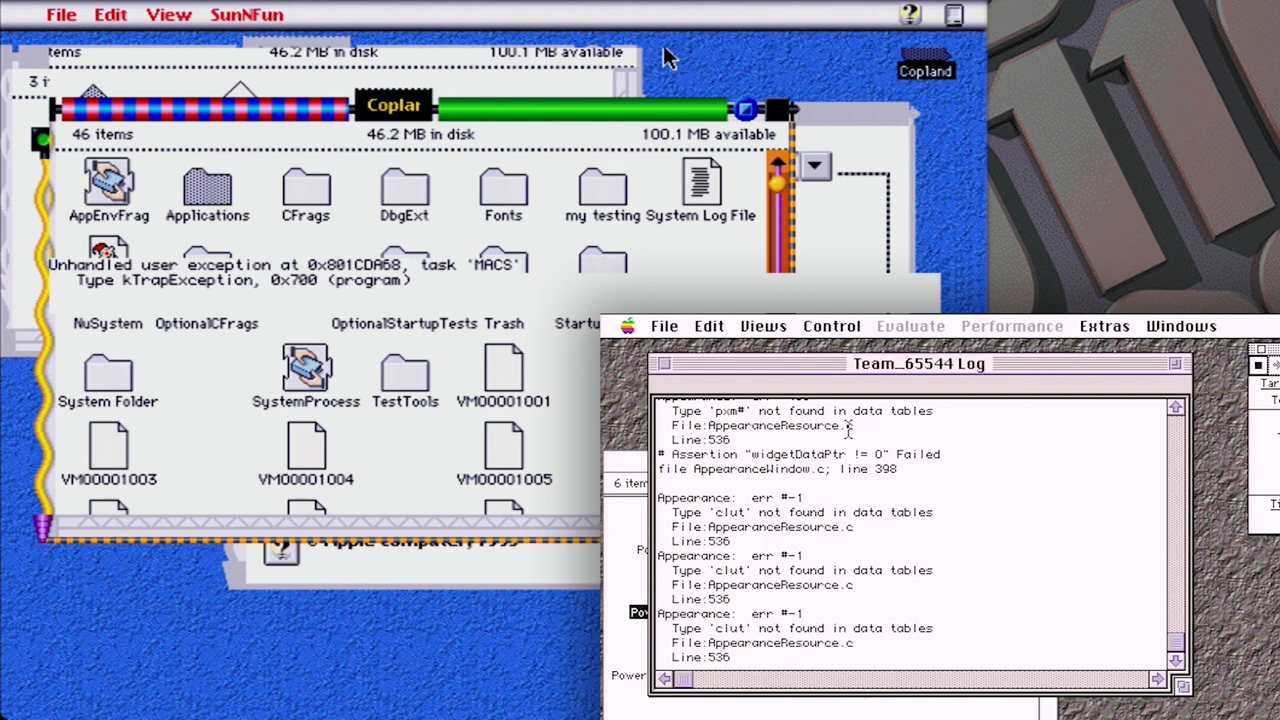 File Edit View SunNFun
46.2 MB in disk 100.1 MB available
Copland
Coplar
46 items 46.2 MB in disk 100.1 MB available
AppEnvFrag Applications CFrags DbgExt Fonts my testing System Log File
Unhandled user exception at 0x801CDA68, task 'MACS'
Type kTrapException, 0x700 (program)
NuSystem OptionalCFrags OptionalStartupTests Trash
System Folder SystemProcess TestTools VM00001001
VM00001003 VM00001004 VM00001005
File Edit Views Control Evaluate Performance Extras Windows
Team_65544 Log
Type 'pxm#' not found in data tables
File:AppearanceResource.c
Line:536
# Assertion "widgetDataPtr != 0" Failed
file AppearanceWindow.c; line 398
Appearance: err #-1
Type 'clut' not found in data tables
File:AppearanceResource.c
Line:536
Appearance: err #-1
Type 'clut' not found in data tables
File:AppearanceResource.c
Line:536
Appearance: err #-1
Type 'clut' not found in data tables
File:AppearanceResource.c
Line:536
Power